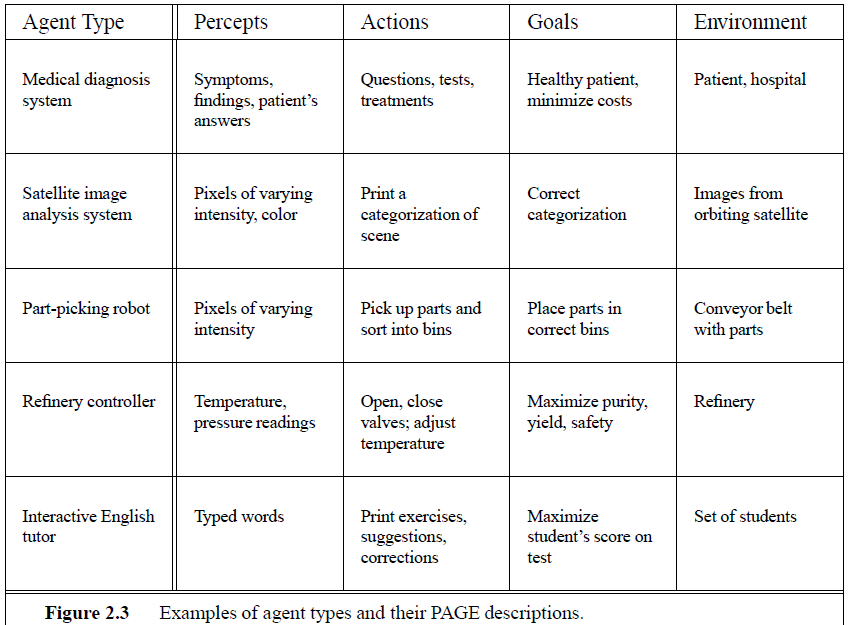 Agent Type Percepts Actions Goals Environment
Medical diagnosis
system
Symptoms,
findings, patient’s
answers
Questions, tests,
treatments
Healthy patient,
minimize costs
Patient, hospital
Satellite image
analysis system
Pixels of varying
intensity, color
Print a
categorization of
scene
Correct
categorization
Images from
orbiting satellite
Part-picking robot
Pixels of varying
intensity
Pick up parts and
sort into bins
Place parts in
correct bins
Conveyor belt
with parts
Refinery controller
Temperature,
pressure readings
Open, close
valves; adjust
temperature
Maximize purity,
yield, safety
Refinery
Interactive English
tutor
Typed words
Print exercises,
suggestions,
corrections
Maximize
student’s score on
test
Set of students
Figure 2.3 Examples of agent types and their PAGE descriptions.